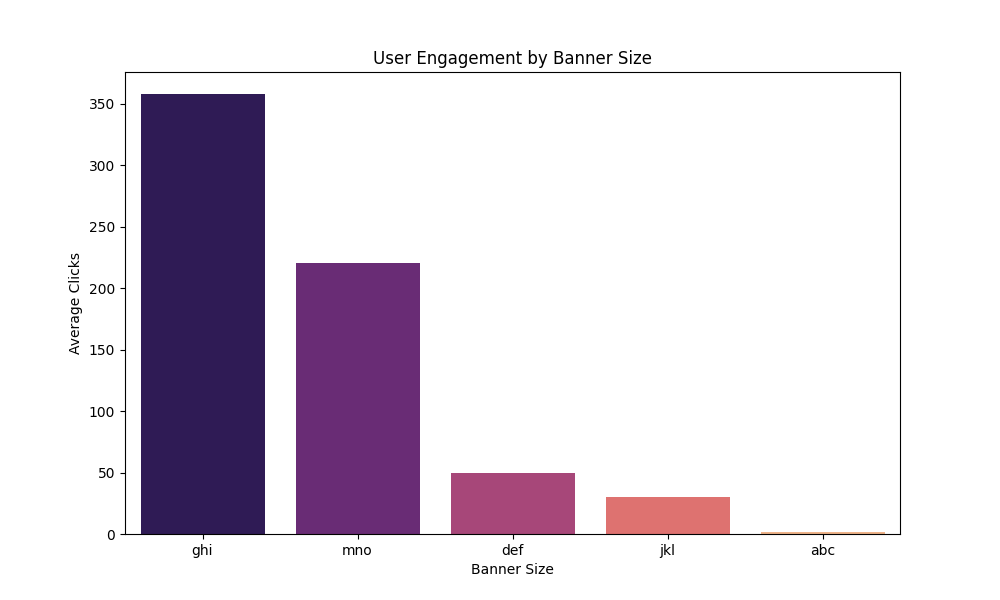 User Engagement by Banner Size
Average Clicks
350
300
250
200
150
100
50
0
ghi
mno
def
jkl
abc
Banner Size